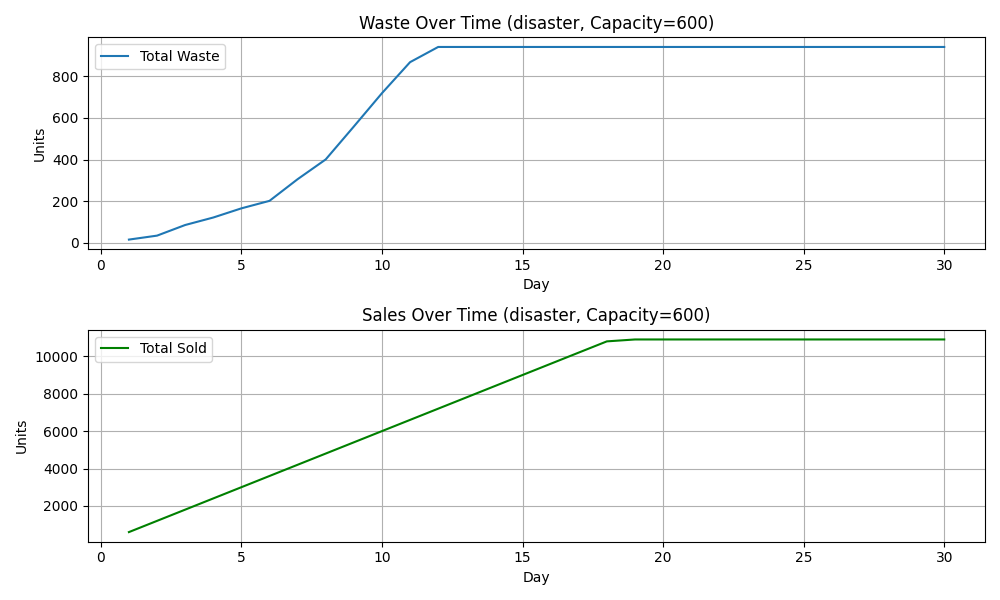 Waste Over Time (disaster, Capacity=600)
Total Waste
Units
800
600
400
200
0
0 5 10 15 20 25 30
Day
Sales Over Time (disaster, Capacity=600)
Total Sold
Units
10000
8000
6000
4000
2000
0 5 10 15 20 25 30
Day